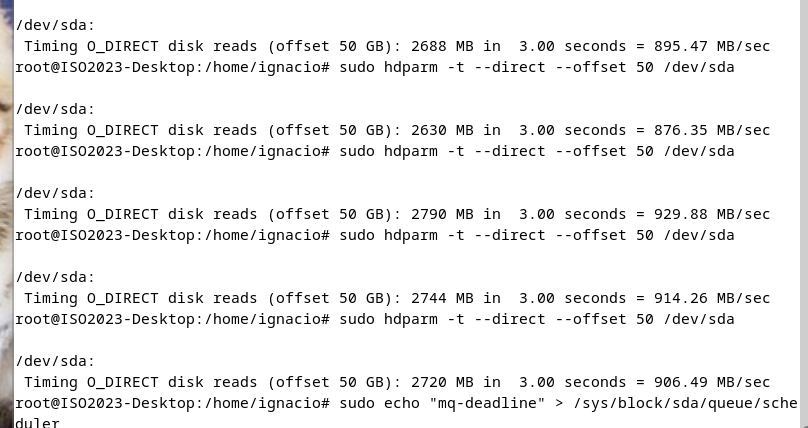 /dev/sda:
 Timing O_DIRECT disk reads (offset 50 GB): 2688 MB in  3.00 seconds = 895.47 MB/sec
root@ISO2023-Desktop:/home/ignacio# sudo hdparm -t --direct --offset 50 /dev/sda
/dev/sda:
 Timing O_DIRECT disk reads (offset 50 GB): 2630 MB in  3.00 seconds = 876.35 MB/sec
root@ISO2023-Desktop:/home/ignacio# sudo hdparm -t --direct --offset 50 /dev/sda
/dev/sda:
 Timing O_DIRECT disk reads (offset 50 GB): 2790 MB in  3.00 seconds = 929.88 MB/sec
root@ISO2023-Desktop:/home/ignacio# sudo hdparm -t --direct --offset 50 /dev/sda
/dev/sda:
 Timing O_DIRECT disk reads (offset 50 GB): 2744 MB in  3.00 seconds = 914.26 MB/sec
root@ISO2023-Desktop:/home/ignacio# sudo hdparm -t --direct --offset 50 /dev/sda
/dev/sda:
 Timing O_DIRECT disk reads (offset 50 GB): 2720 MB in  3.00 seconds = 906.49 MB/sec
root@ISO2023-Desktop:/home/ignacio# sudo echo "mq-deadline" > /sys/block/sda/queue/sche
duler